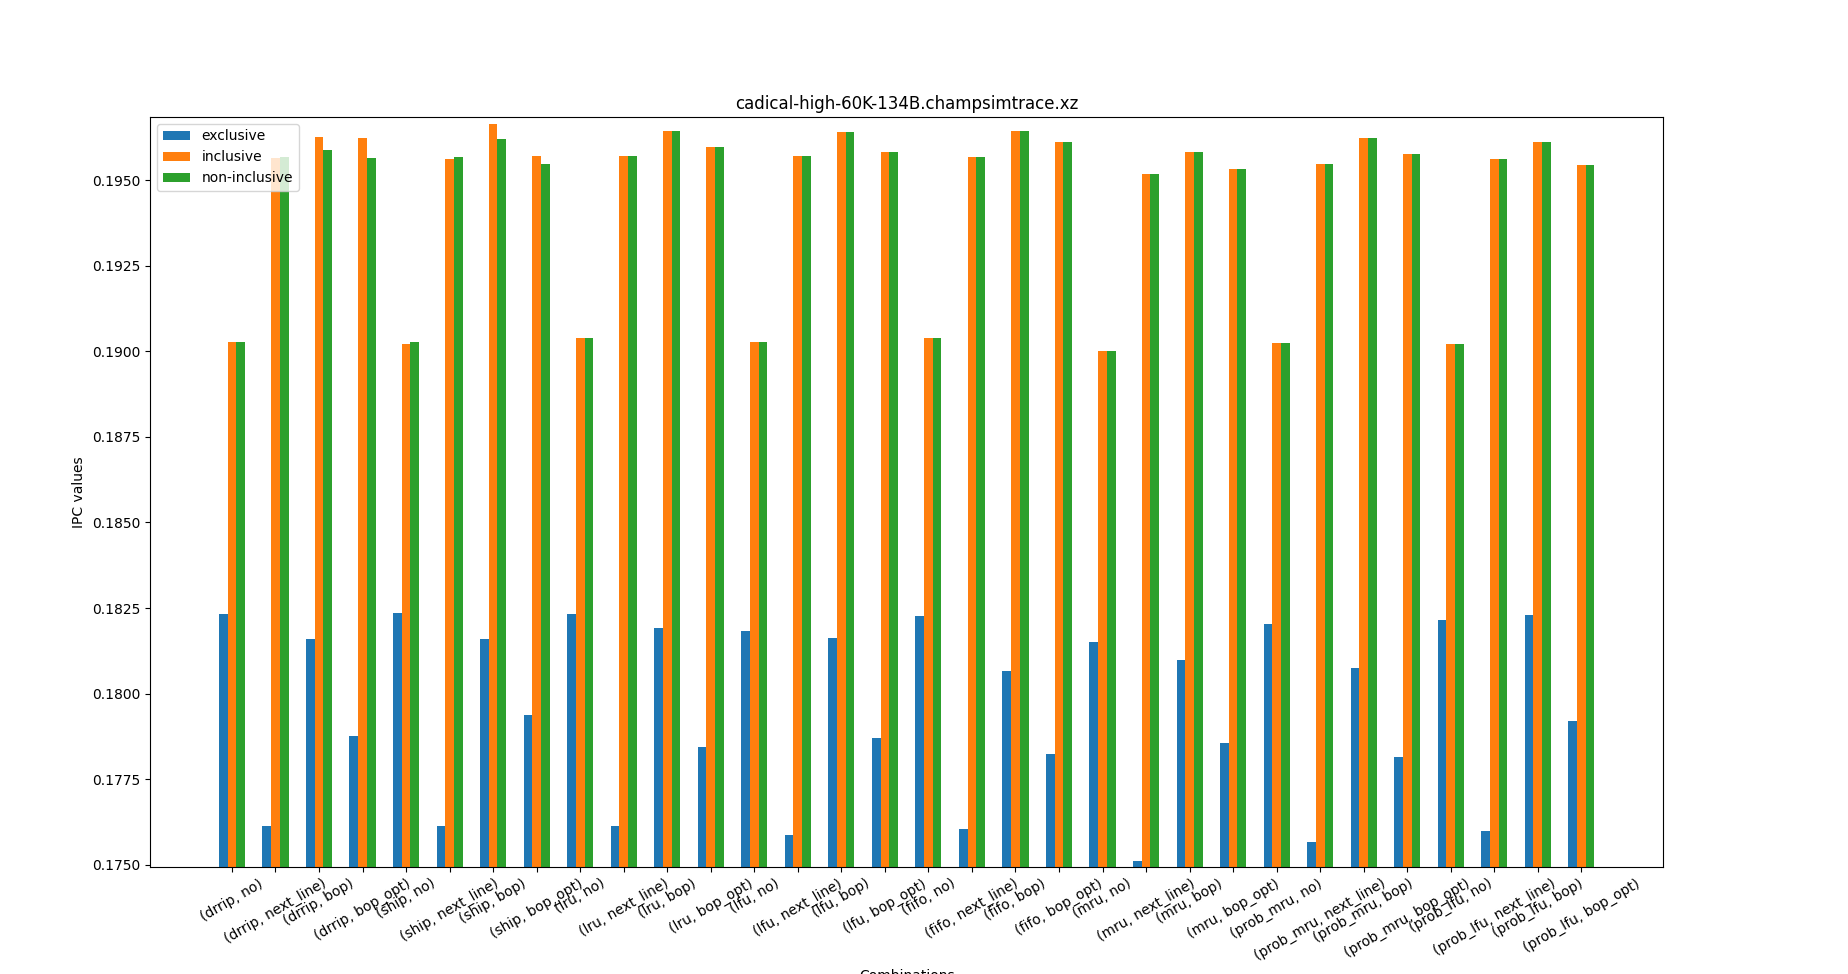 cadical-high-60K-134B.champsimtrace.xz
exclusive
inclusive
non-inclusive
IPC values
0.1950
0.1925
0.1900
0.1875
0.1850
0.1825
0.1800
0.1775
0.1750
(drrip, no)
(drrip, next_line)
(drrip, bop)
(drrip, bop_opt)
(ship, no)
(ship, next_line)
(ship, bop)
(ship, bop_opt)
(lru, no)
(lru, next_line)
(lru, bop)
(lru, bop_opt)
(lfu, no)
(lfu, next_line)
(lfu, bop)
(lfu, bop_opt)
(fifo, no)
(fifo, next_line)
(fifo, bop)
(fifo, bop_opt)
(mru, no)
(mru, next_line)
(mru, bop)
(mru, bop_opt)
(prob_mru, no)
(prob_mru, next_line)
(prob_mru, bop)
(prob_mru, bop_opt)
(prob_lfu, no)
(prob_lfu, next_line)
(prob_lfu, bop)
(prob_lfu, bop_opt)
Combinations